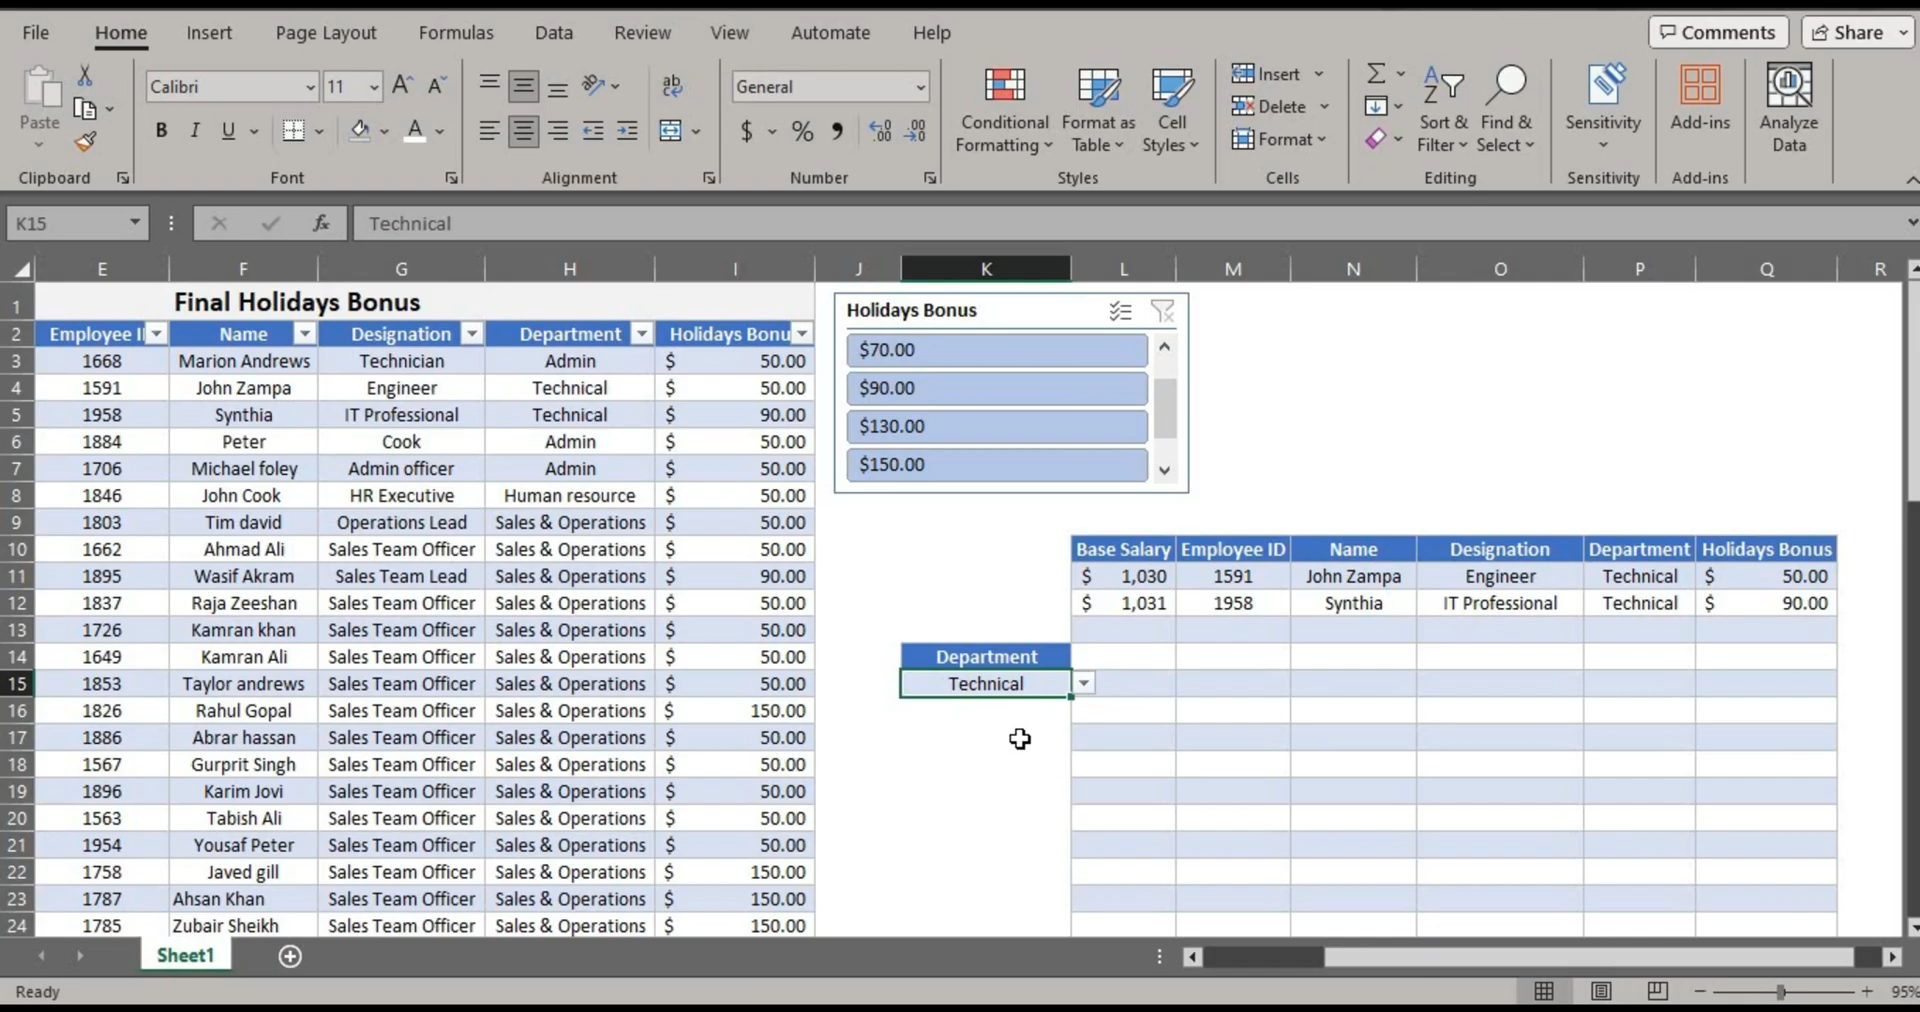 File Home Insert Page Layout Formulas Data Review View Automate Help Comments Share
Paste Calibri 11 General Conditional Formatting Format as Table Cell Styles Insert Delete Format Sort & Filter Find & Select Sensitivity Add-ins Analyze Data
Clipboard Font Alignment Number Styles Cells Editing Sensitivity Add-ins
K15 fx Technical
E F G H I J K L M N O P Q R
1 Final Holidays Bonus
2 Employee I Name Designation Department Holidays Bonu
3 1668 Marion Andrews Technician Admin $ 50.00
4 1591 John Zampa Engineer Technical $ 50.00
5 1958 Synthia IT Professional Technical $ 90.00
6 1884 Peter Cook Admin $ 50.00
7 1706 Michael foley Admin officer Admin $ 50.00
8 1846 John Cook HR Executive Human resource $ 50.00
9 1803 Tim david Operations Lead Sales & Operations $ 50.00
10 1662 Ahmad Ali Sales Team Officer Sales & Operations $ 50.00
11 1895 Wasif Akram Sales Team Lead Sales & Operations $ 90.00
12 1837 Raja Zeeshan Sales Team Officer Sales & Operations $ 50.00
13 1726 Kamran khan Sales Team Officer Sales & Operations $ 50.00
14 1649 Kamran Ali Sales Team Officer Sales & Operations $ 50.00
15 1853 Taylor andrews Sales Team Officer Sales & Operations $ 50.00
16 1826 Rahul Gopal Sales Team Officer Sales & Operations $ 150.00
17 1886 Abrar hassan Sales Team Officer Sales & Operations $ 50.00
18 1567 Gurprit Singh Sales Team Officer Sales & Operations $ 50.00
19 1896 Karim Jovi Sales Team Officer Sales & Operations $ 50.00
20 1563 Tabish Ali Sales Team Officer Sales & Operations $ 50.00
21 1954 Yousaf Peter Sales Team Officer Sales & Operations $ 50.00
22 1758 Javed gill Sales Team Officer Sales & Operations $ 150.00
23 1787 Ahsan Khan Sales Team Officer Sales & Operations $ 150.00
24 1785 Zubair Sheikh Sales Team Officer Sales & Operations $ 150.00
Holidays Bonus
$70.00
$90.00
$130.00
$150.00
Base Salary Employee ID Name Designation Department Holidays Bonus
$ 1,030 1591 John Zampa Engineer Technical $ 50.00
$ 1,031 1958 Synthia IT Professional Technical $ 90.00
Department
Technical
Sheet1
Ready 95%